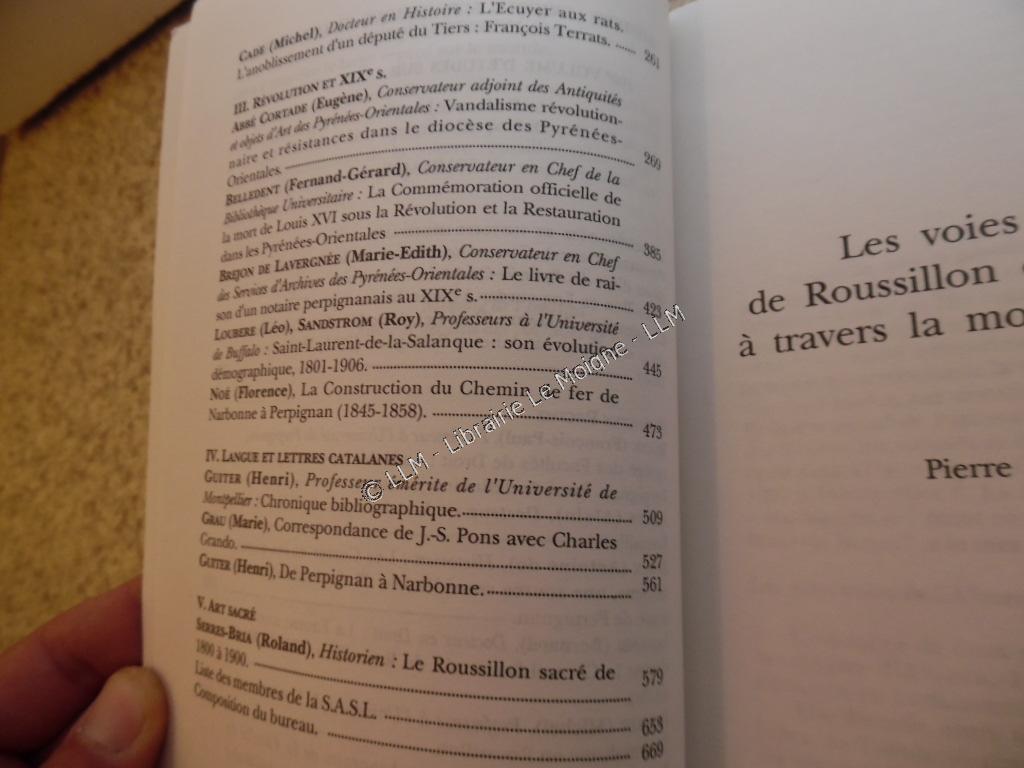 CADE (Michel), Docteur en Histoire : L'Ecuyer aux rats.
L'anoblissement d'un député du Tiers : François Terrats. ...... 261
III. RÉVOLUTION ET XIXe s.
ABBÉ CORTADE (Eugène), Conservateur adjoint des Antiquités
et objets d'Art des Pyrénées-Orientales : Vandalisme révolution-
naire et résistances dans le diocèse des Pyrénées-
Orientales. ...... 269
BELLEDENT (Fernand-Gérard), Conservateur en Chef de la
Bibliothèque Universitaire : La Commémoration officielle de
la mort de Louis XVI sous la Révolution et la Restauration
dans les Pyrénées-Orientales ...... 385
BREJON DE LAVERGNÉE (Marie-Edith), Conservateur en Chef
des Services d'Archives des Pyrénées-Orientales : Le livre de rai-
son d'un notaire perpignanais au XIXe s. ...... 423
LOUBERE (Léo), SANDSTROM (Roy), Professeurs à l'Université
de Buffalo : Saint-Laurent-de-la-Salanque : son évolution
démographique, 1801-1906. ...... 445
NOË (Florence), La Construction du Chemin de fer de
Narbonne à Perpignan (1845-1858). ...... 473
IV. LANGUE ET LETTRES CATALANES
GUITER (Henri), Professeur émérite de l'Université de
Montpellier : Chronique bibliographique. ...... 509
GRAU (Marie), Correspondance de J.-S. Pons avec Charles
Grando. ...... 527
GUITER (Henri), De Perpignan à Narbonne. ...... 561
V. ART SACRÉ
SERRES-BRIA (Roland), Historien : Le Roussillon sacré de
1800 à 1900. ...... 579
Liste des membres de la S.A.S.L. ...... 653
Composition du bureau. ...... 669
Les voies
de Roussillon
à travers la mo
Pierre
© LLM - Librairie Le Moigne - LLM